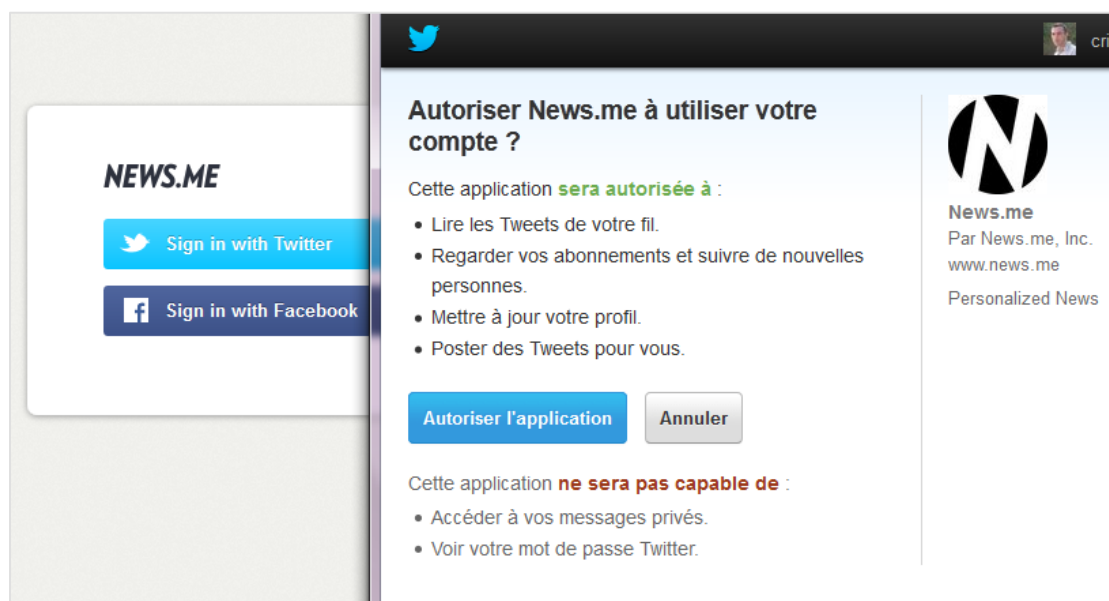 NEWS.ME
Sign in with Twitter
Sign in with Facebook
cri
Autoriser News.me à utiliser votre
compte ?
Cette application sera autorisée à :
• Lire les Tweets de votre fil.
• Regarder vos abonnements et suivre de nouvelles
personnes.
• Mettre à jour votre profil.
• Poster des Tweets pour vous.
Autoriser l'application
Annuler
Cette application ne sera pas capable de :
• Accéder à vos messages privés.
• Voir votre mot de passe Twitter.
N
News.me
Par News.me, Inc.
www.news.me
Personalized News